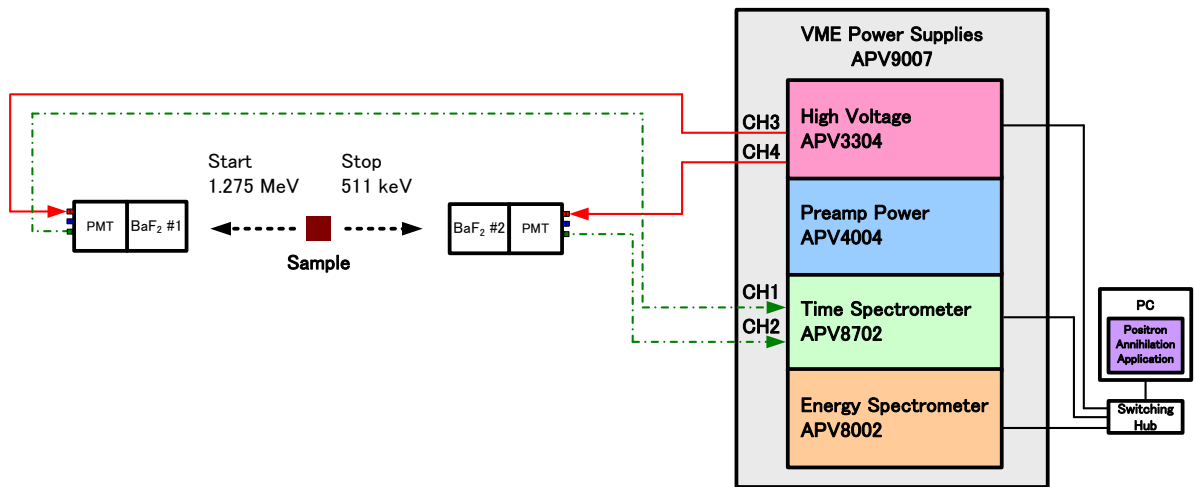 VME Power Supplies
APV9007
High Voltage
APV3304
CH3
CH4
Start
1.275 MeV
Stop
511 keV
PMT
BaF₂ #1
BaF₂ #2
PMT
Sample
Preamp Power
APV4004
CH1
CH2
Time Spectrometer
APV8702
Energy Spectrometer
APV8002
PC
Positron
Annihilation
Application
Switching
Hub